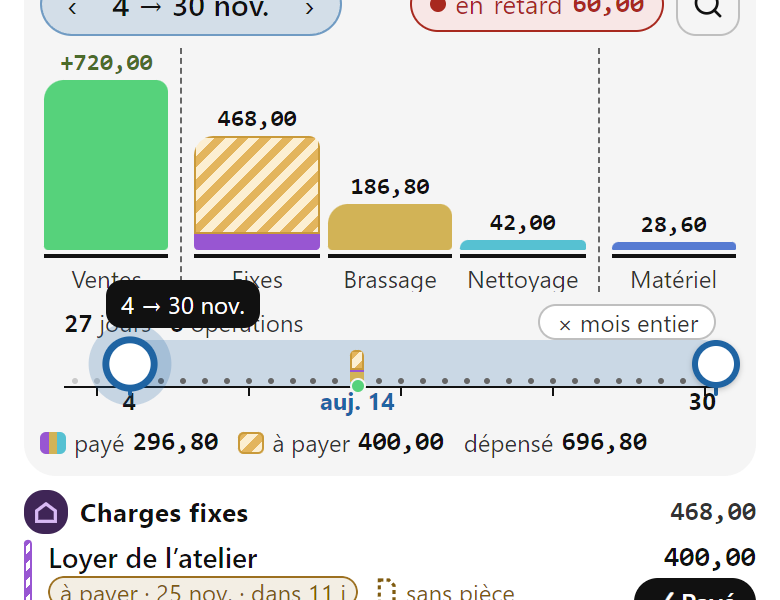 ‹ 4 → 30 nov. ›
en retard 60,00
+720,00
468,00
186,80
42,00
28,60
Ventes Fixes Brassage Nettoyage Matériel
4 → 30 nov.
27 jours opérations
× mois entier
4 auj. 14 30
payé 296,80 à payer 400,00 dépensé 696,80
Charges fixes 468,00
Loyer de l’atelier 400,00
à payer · 25 nov. · dans 11 j
sans pièce
✓ Payé